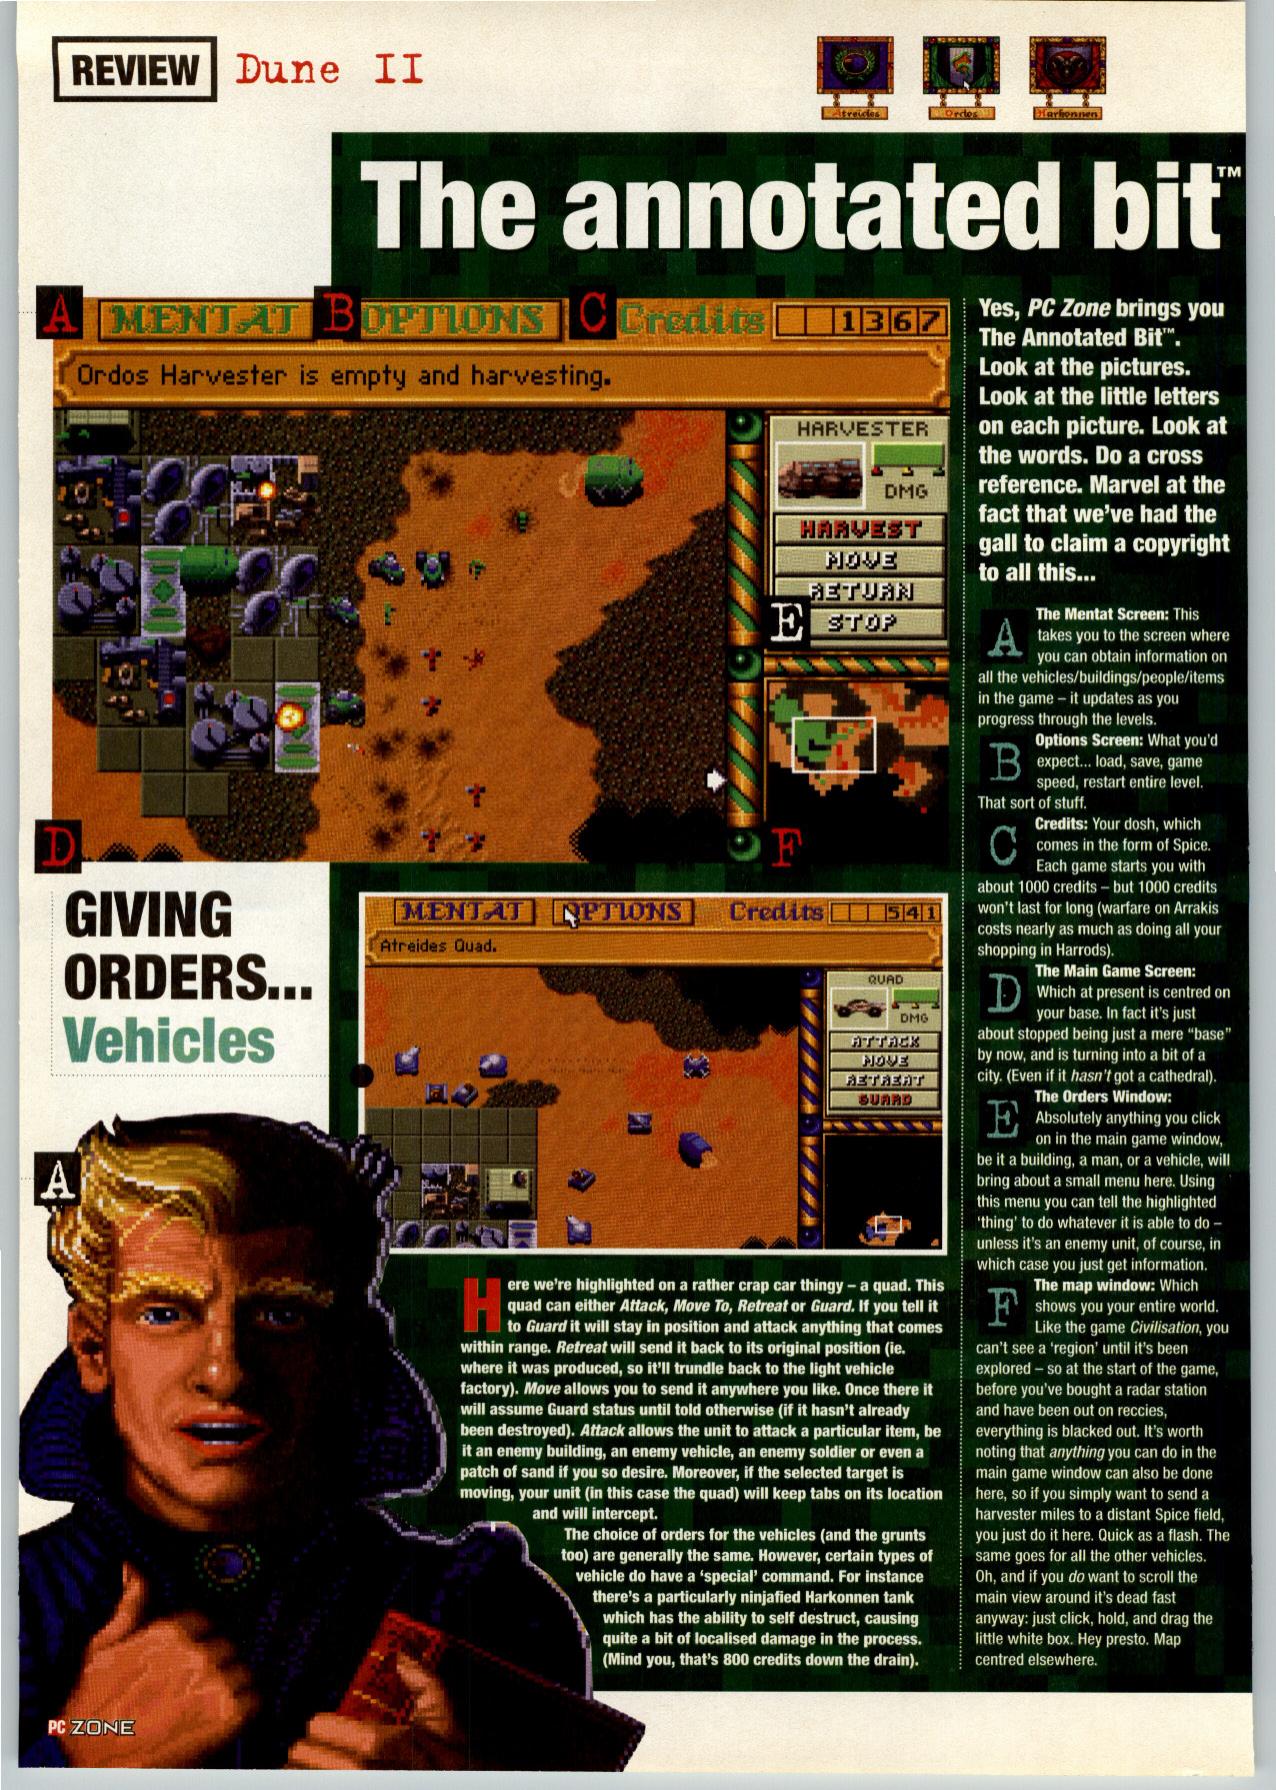 REVIEW Dune II
Atreides
Ordos
Harkonnen
The annotated bit™
A MENTAT B OPTIONS C Credits 1367
Ordos Harvester is empty and harvesting.
HARVESTER
DMG
HARVEST
MOVE
RETURN
E STOP
D
F
GIVING
ORDERS...
Vehicles
MENTAT OPTIONS Credits 541
Atreides Quad.
QUAD
DMG
ATTACK
MOVE
RETREAT
GUARD
A
Here we're highlighted on a rather crap car thingy – a quad. This
quad can either Attack, Move To, Retreat or Guard. If you tell it
to Guard it will stay in position and attack anything that comes
within range. Retreat will send it back to its original position (ie.
where it was produced, so it'll trundle back to the light vehicle
factory). Move allows you to send it anywhere you like. Once there it
will assume Guard status until told otherwise (if it hasn't already
been destroyed). Attack allows the unit to attack a particular item, be
it an enemy building, an enemy vehicle, an enemy soldier or even a
patch of sand if you so desire. Moreover, if the selected target is
moving, your unit (in this case the quad) will keep tabs on its location
and will intercept.
The choice of orders for the vehicles (and the grunts
too) are generally the same. However, certain types of
vehicle do have a 'special' command. For instance
there's a particularly ninjafied Harkonnen tank
which has the ability to self destruct, causing
quite a bit of localised damage in the process.
(Mind you, that's 800 credits down the drain).
Yes, PC Zone brings you
The Annotated Bit™.
Look at the pictures.
Look at the little letters
on each picture. Look at
the words. Do a cross
reference. Marvel at the
fact that we've had the
gall to claim a copyright
to all this...
A The Mentat Screen: This
takes you to the screen where
you can obtain information on
all the vehicles/buildings/people/items
in the game – it updates as you
progress through the levels.
B Options Screen: What you'd
expect... load, save, game
speed, restart entire level.
That sort of stuff.
C Credits: Your dosh, which
comes in the form of Spice.
Each game starts you with
about 1000 credits – but 1000 credits
won't last for long (warfare on Arrakis
costs nearly as much as doing all your
shopping in Harrods).
D The Main Game Screen:
Which at present is centred on
your base. In fact it's just
about stopped being just a mere "base"
by now, and is turning into a bit of a
city. (Even if it hasn't got a cathedral).
E The Orders Window:
Absolutely anything you click
on in the main game window,
be it a building, a man, or a vehicle, will
bring about a small menu here. Using
this menu you can tell the highlighted
'thing' to do whatever it is able to do –
unless it's an enemy unit, of course, in
which case you just get information.
F The map window: Which
shows you your entire world.
Like the game Civilisation, you
can't see a 'region' until it's been
explored – so at the start of the game,
before you've bought a radar station
and have been out on reccies,
everything is blacked out. It's worth
noting that anything you can do in the
main game window can also be done
here, so if you simply want to send a
harvester miles to a distant Spice field,
you just do it here. Quick as a flash. The
same goes for all the other vehicles.
Oh, and if you do want to scroll the
main view around it's dead fast
anyway: just click, hold, and drag the
little white box. Hey presto. Map
centred elsewhere.
PC ZONE